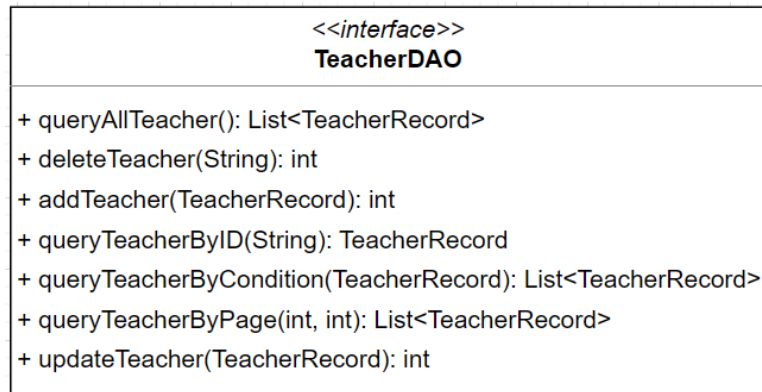 <<interface>>
TeacherDAO
+ queryAllTeacher(): List<TeacherRecord>
+ deleteTeacher(String): int
+ addTeacher(TeacherRecord): int
+ queryTeacherByID(String): TeacherRecord
+ queryTeacherByCondition(TeacherRecord): List<TeacherRecord>
+ queryTeacherByPage(int, int): List<TeacherRecord>
+ updateTeacher(TeacherRecord): int